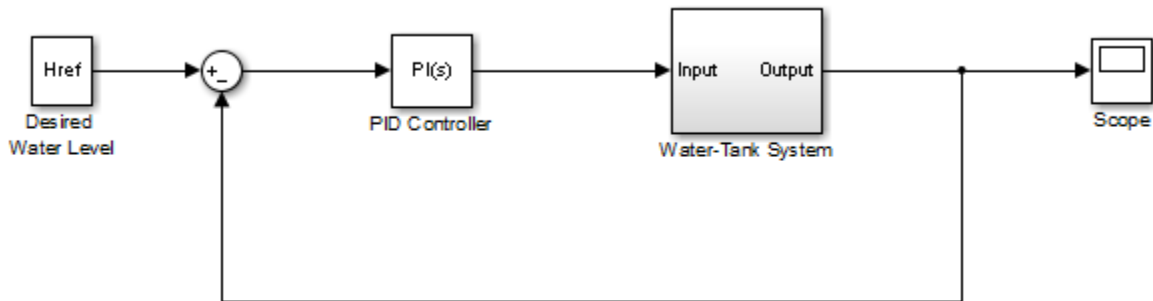 Href
Desired
Water Level
+
-
PI(s)
PID Controller
Input
Output
Water-Tank System
Scope